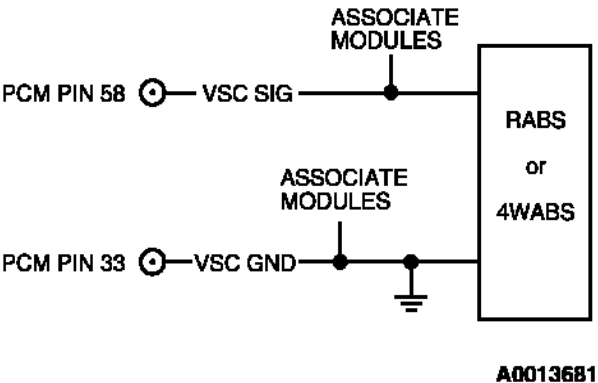 ASSOCIATE
MODULES
PCM PIN 58
VSC SIG
RABS
or
4WABS
ASSOCIATE
MODULES
PCM PIN 33
VSC GND
A0013681